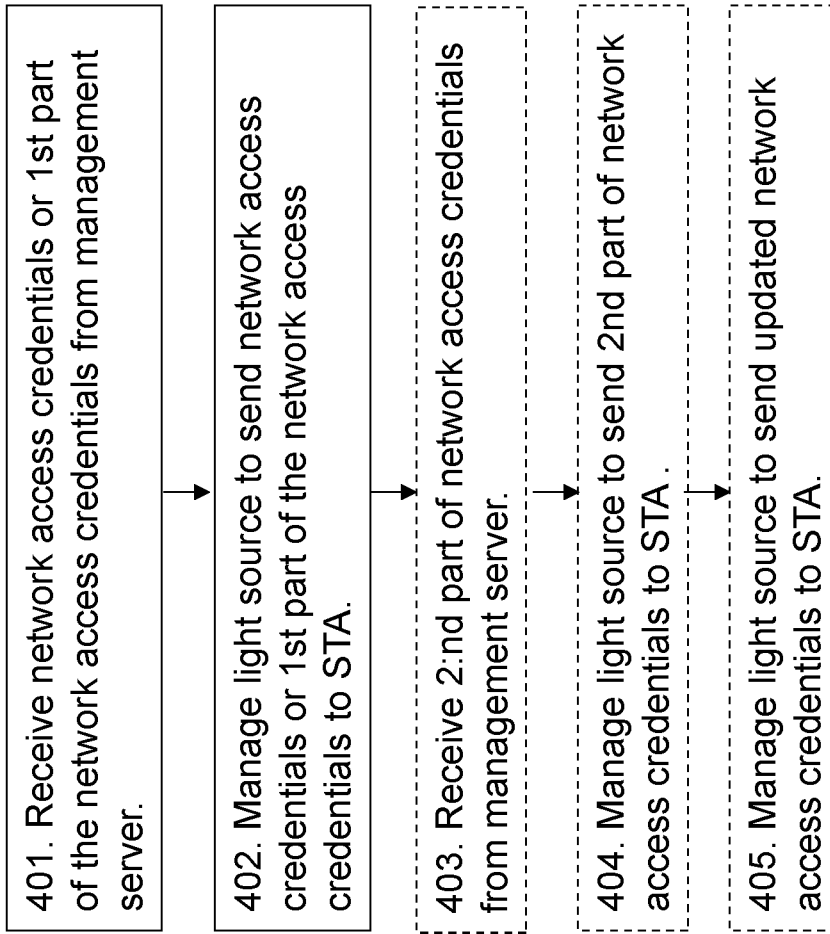 401. Receive network access credentials or 1st part
of the network access credentials from management
server.
402. Manage light source to send network access
credentials or 1st part of the network access
credentials to STA.
403. Receive 2:nd part of network access credentials
from management server.
404. Manage light source to send 2nd part of network
access credentials to STA .
405. Manage light source to send updated network
access credentials to STA.